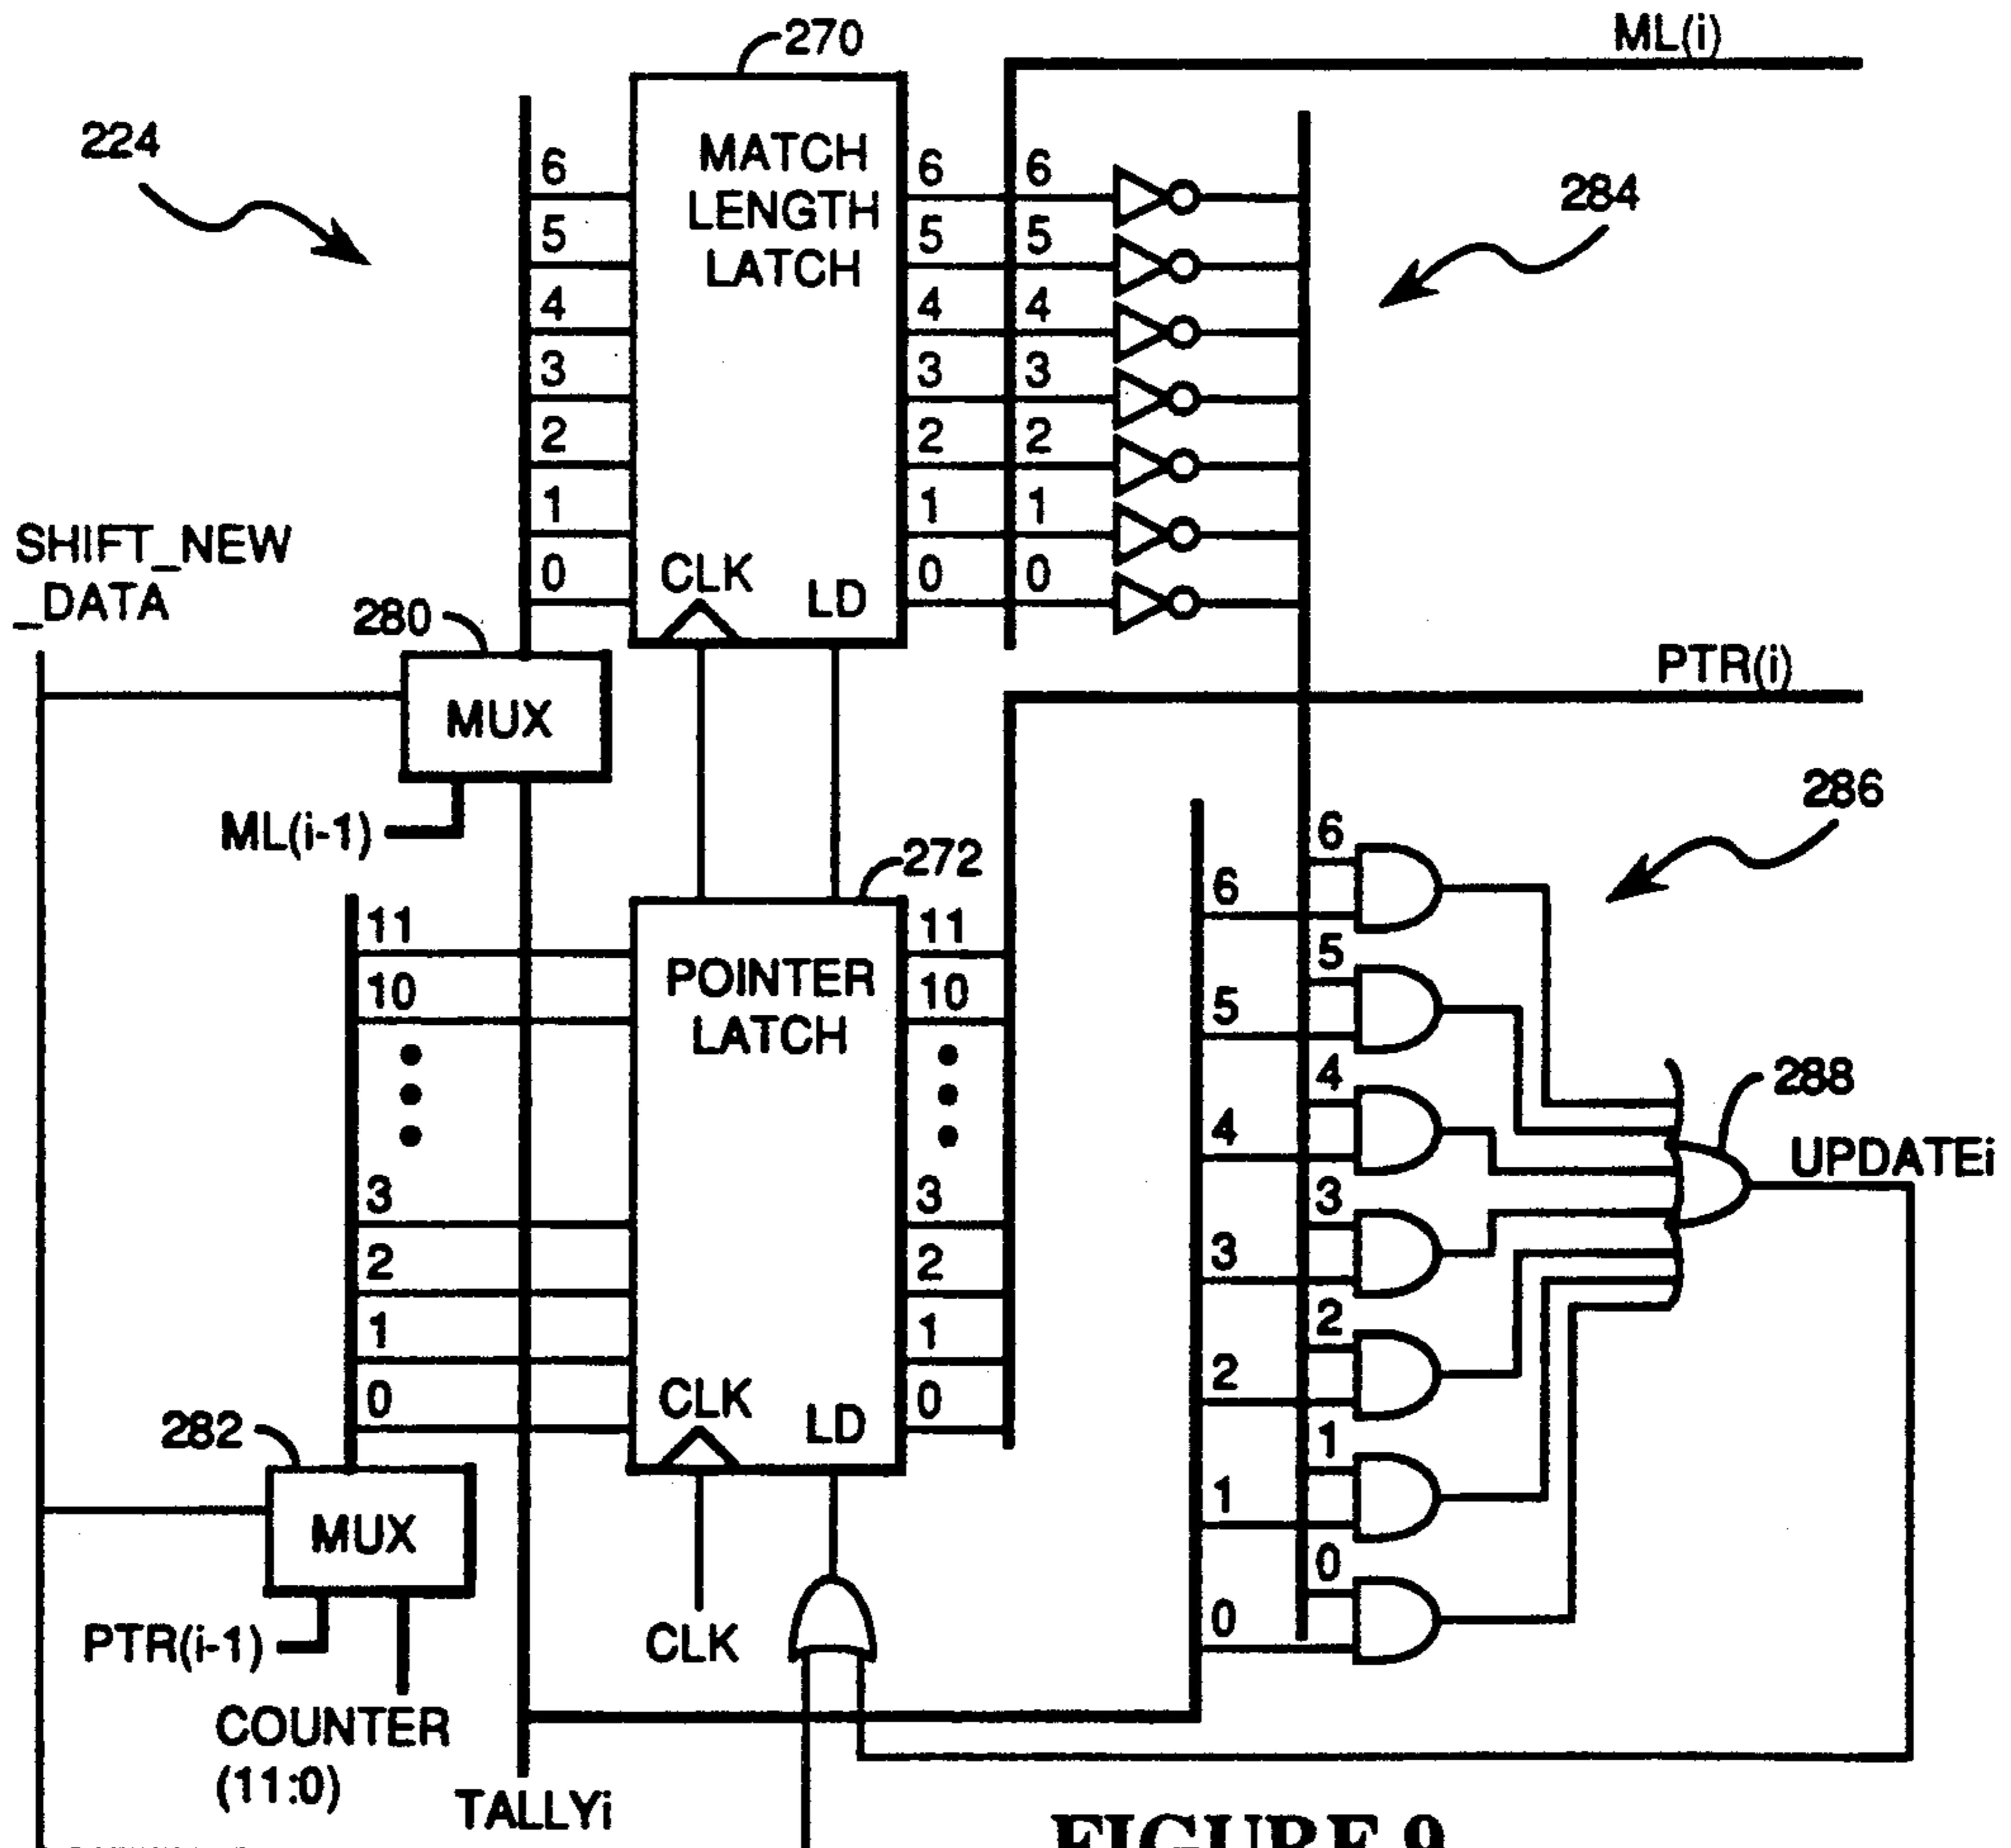 270
ML(i)
224
MATCH
LENGTH
LATCH
6
5
4
3
2
1
0
6
5
4
3
2
1
0
6
5
4
3
2
1
0
284
CLK
LD
SHIFT_NEW
_DATA
280
MUX
ML(i-1)
PTR(i)
272
286
11
10
3
2
1
0
POINTER
LATCH
11
10
3
2
1
0
CLK
LD
6
5
4
3
2
1
0
6
5
4
3
2
1
0
288
UPDATEi
282
MUX
PTR(i-1)
COUNTER
(11:0)
CLK
TALLYi
FIGURE 9